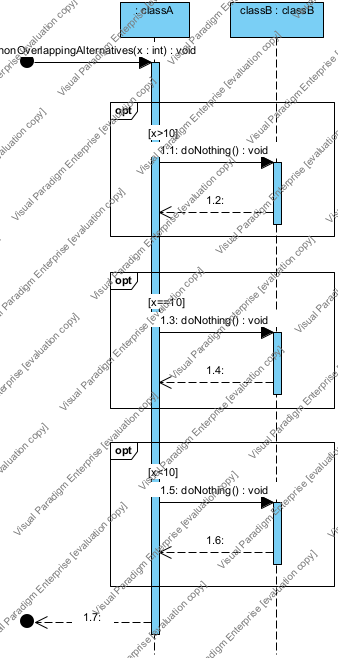 : classA
classB : classB
nonOverlappingAlternatives(x : int) : void
opt
[x>10]
1.1: doNothing() : void
1.2:
opt
[x==10]
1.3: doNothing() : void
1.4:
opt
[x<10]
1.5: doNothing() : void
1.6:
1.7:
Visual Paradigm Enterprise [evaluation copy]